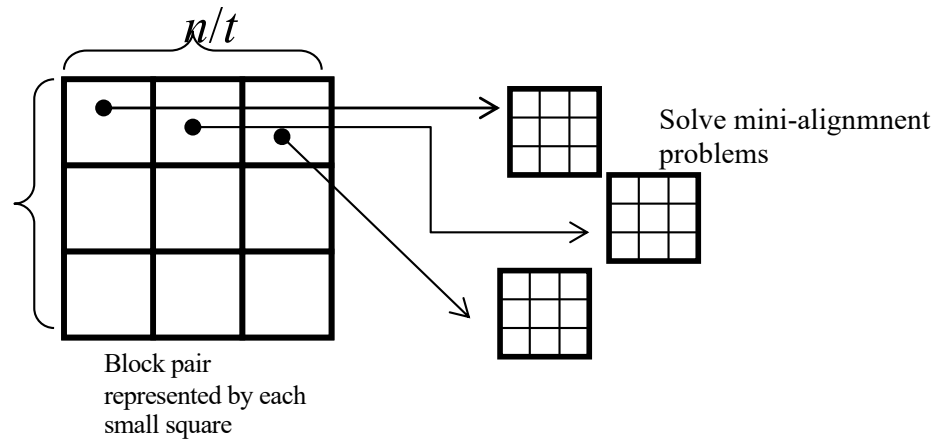 n/t
Solve mini-alignmnent
problems
Block pair
represented by each
small square